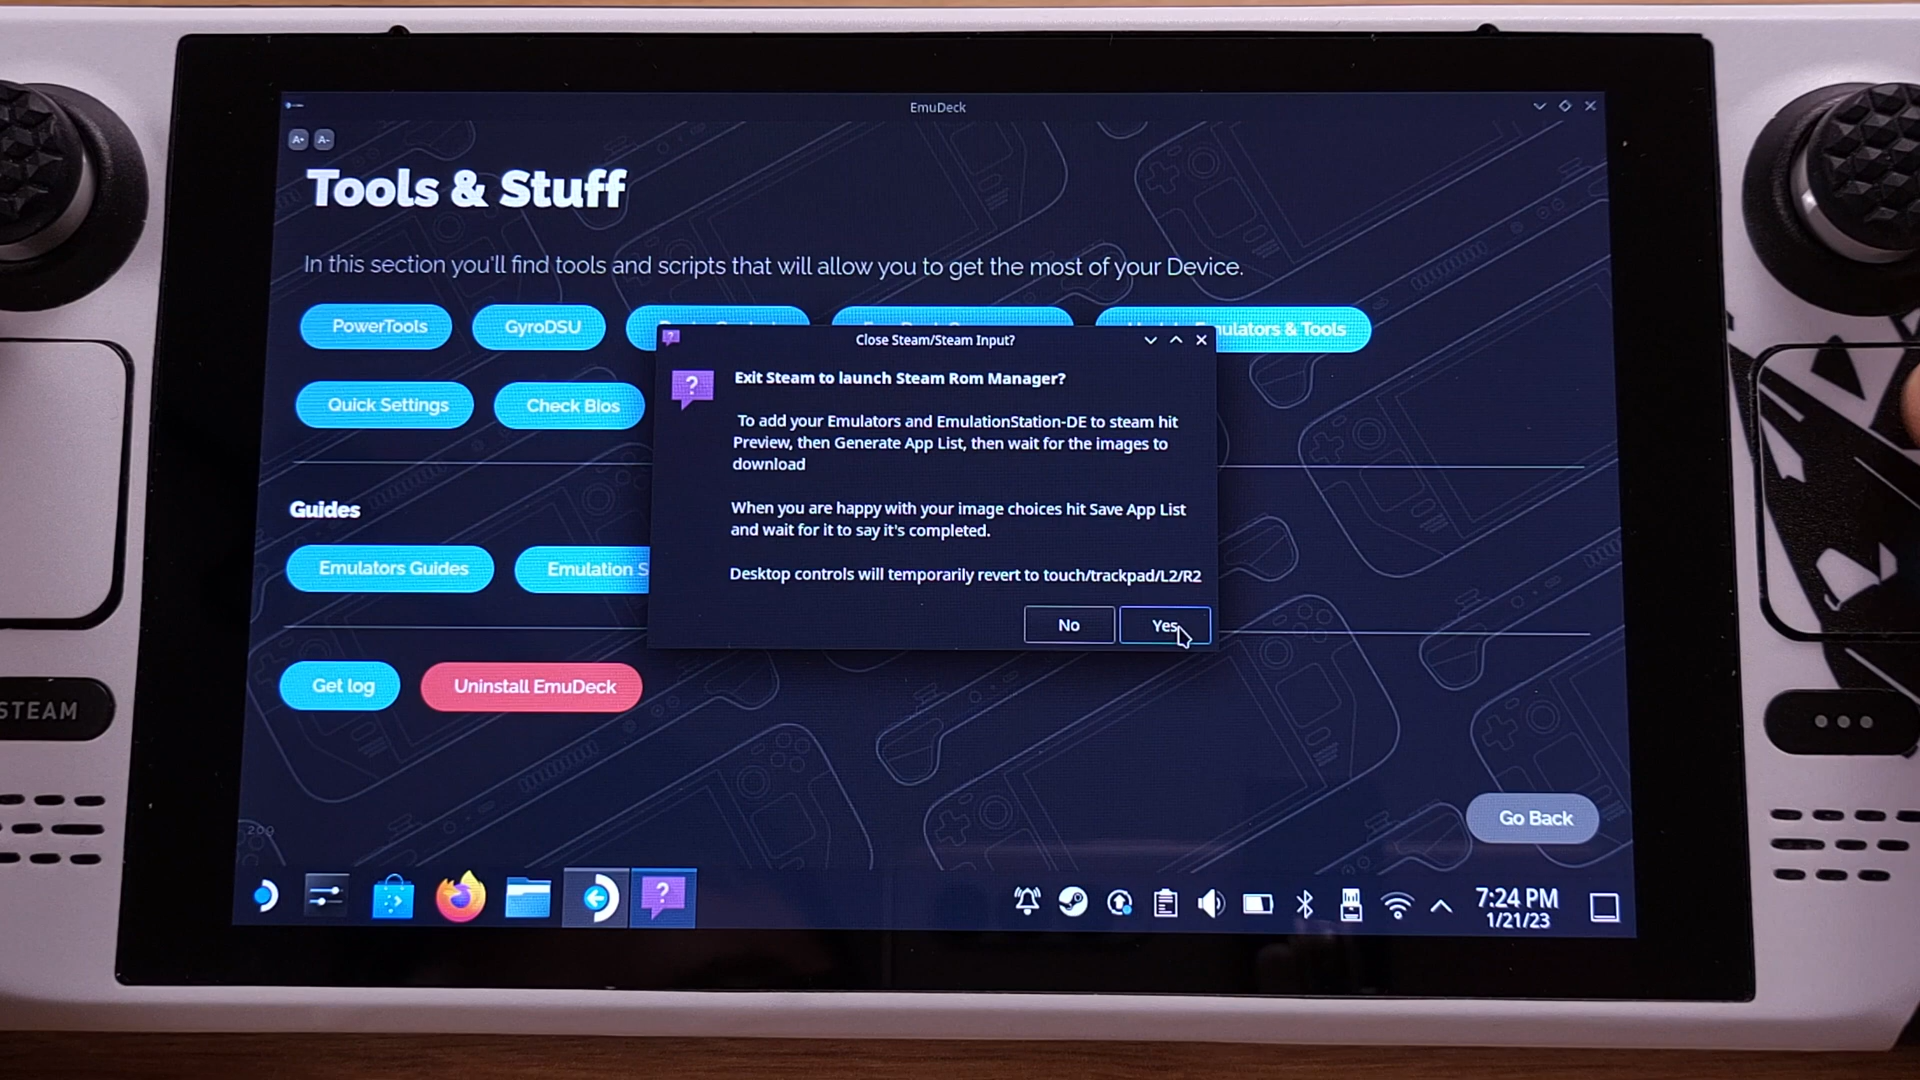 EmuDeck
A+ A-
Tools & Stuff
In this section you'll find tools and scripts that will allow you to get the most of your Device.
PowerTools
GyroDSU
Emulators & Tools
Quick Settings
Check Bios
Close Steam/Steam Input?
Exit Steam to launch Steam Rom Manager?
To add your Emulators and EmulationStation-DE to steam hit
Preview, then Generate App List, then wait for the images to
download
When you are happy with your image choices hit Save App List
and wait for it to say it's completed.
Desktop controls will temporarily revert to touch/trackpad/L2/R2
No
Yes
Guides
Emulators Guides
Emulation S
Get log
Uninstall EmuDeck
STEAM
Go Back
209
7:24 PM
1/21/23